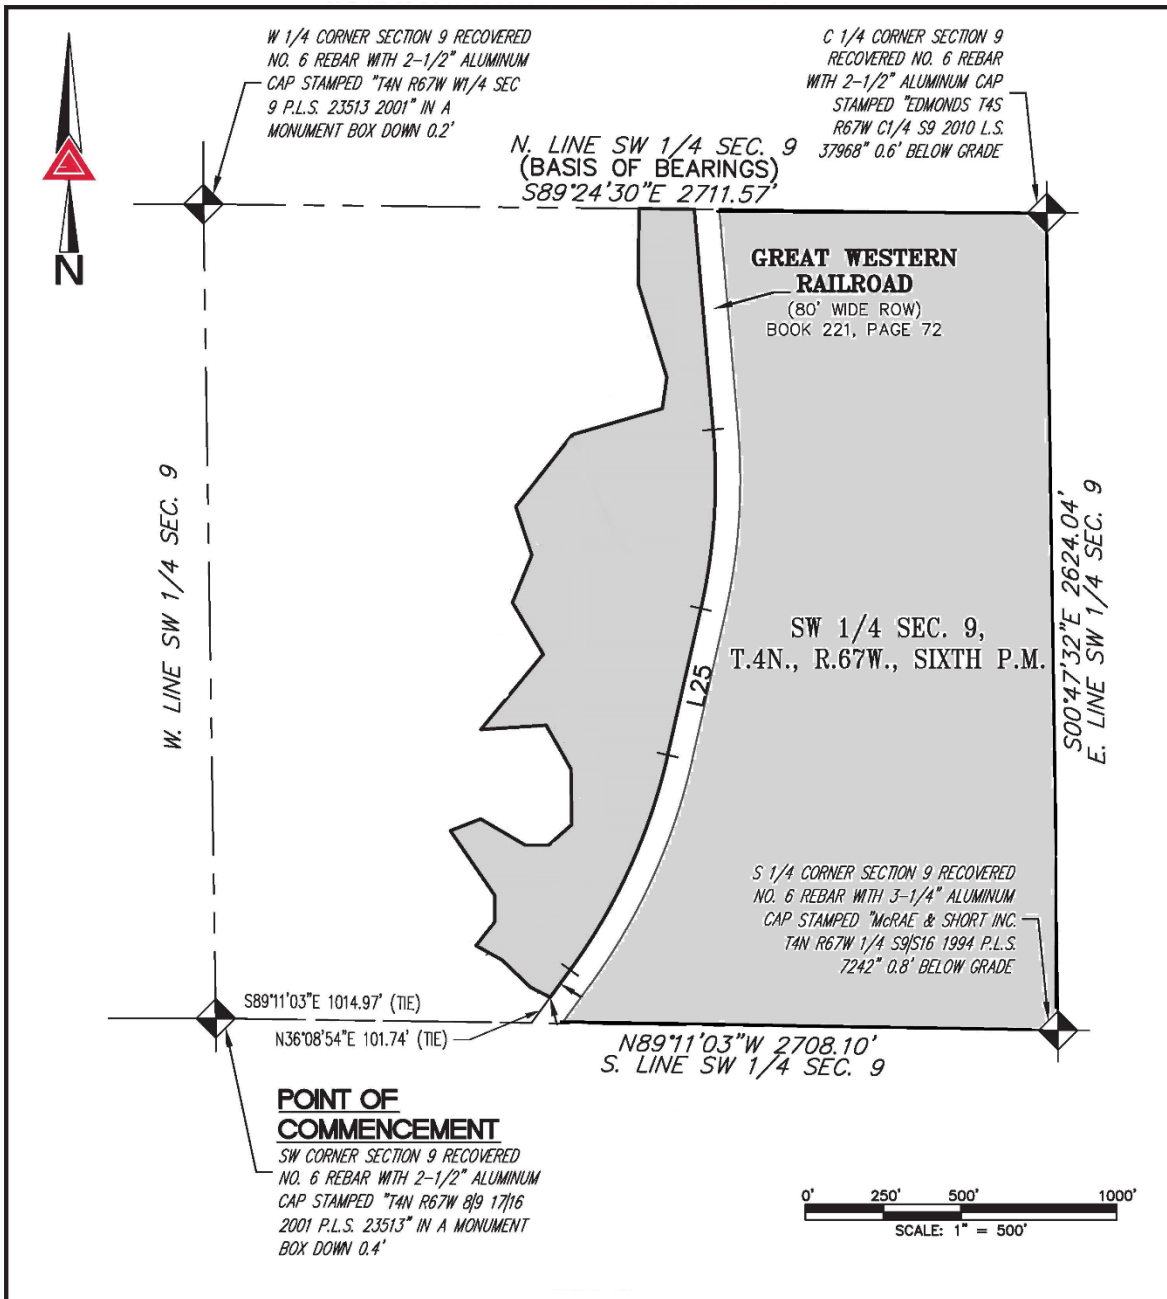 W 1/4 CORNER SECTION 9 RECOVERED
NO. 6 REBAR WITH 2-1/2" ALUMINUM
CAP STAMPED "T4N R67W W1/4 SEC
9 P.L.S. 23513 2001" IN A
MONUMENT BOX DOWN 0.2'
C 1/4 CORNER SECTION 9
RECOVERED NO. 6 REBAR
WITH 2-1/2" ALUMINUM CAP
STAMPED "EDMONDS T4S
R67W C1/4 S9 2010 L.S.
37968" 0.6' BELOW GRADE
N
N. LINE SW 1/4 SEC. 9
(BASIS OF BEARINGS)
S89°24'30"E 2711.57'
GREAT WESTERN
RAILROAD
(80' WIDE ROW)
BOOK 221, PAGE 72
W. LINE SW 1/4 SEC. 9
S00°47'32"E 2624.04'
E. LINE SW 1/4 SEC. 9
SW 1/4 SEC. 9,
T.4N., R.67W., SIXTH P.M.
L25
S 1/4 CORNER SECTION 9 RECOVERED
NO. 6 REBAR WITH 3-1/4" ALUMINUM
CAP STAMPED "McRAE & SHORT INC.
T4N R67W 1/4 S9|S16 1994 P.L.S.
7242" 0.8' BELOW GRADE
S89°11'03"E 1014.97' (TIE)
N36°08'54"E 101.74' (TIE)
N89°11'03"W 2708.10'
S. LINE SW 1/4 SEC. 9
POINT OF
COMMENCEMENT
SW CORNER SECTION 9 RECOVERED
NO. 6 REBAR WITH 2-1/2" ALUMINUM
CAP STAMPED "T4N R67W 8|9 17|16
2001 P.L.S. 23513" IN A MONUMENT
BOX DOWN 0.4'
0' 250' 500' 1000'
SCALE: 1" = 500'